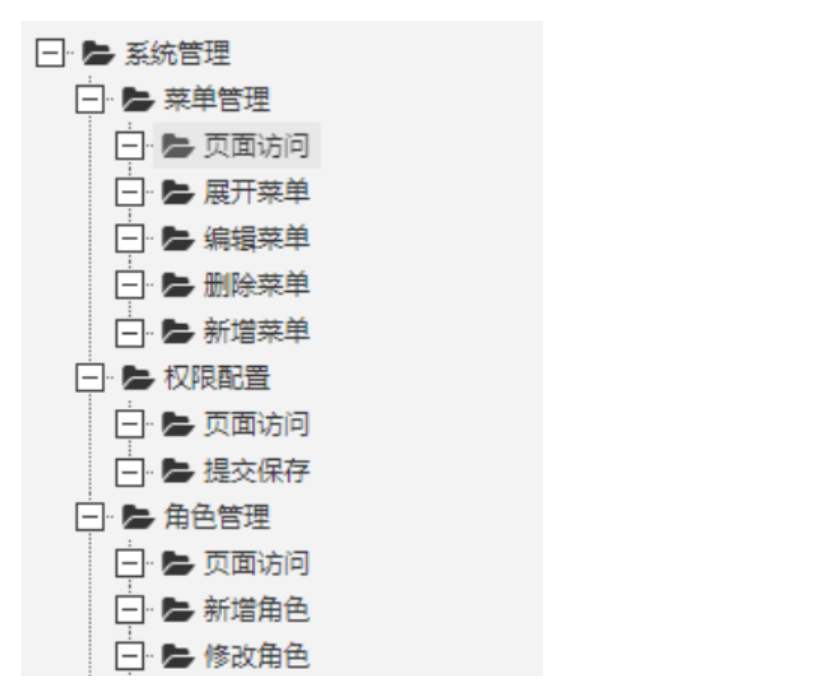 系统管理
菜单管理
页面访问
展开菜单
编辑菜单
删除菜单
新增菜单
权限配置
页面访问
提交保存
角色管理
页面访问
新增角色
修改角色